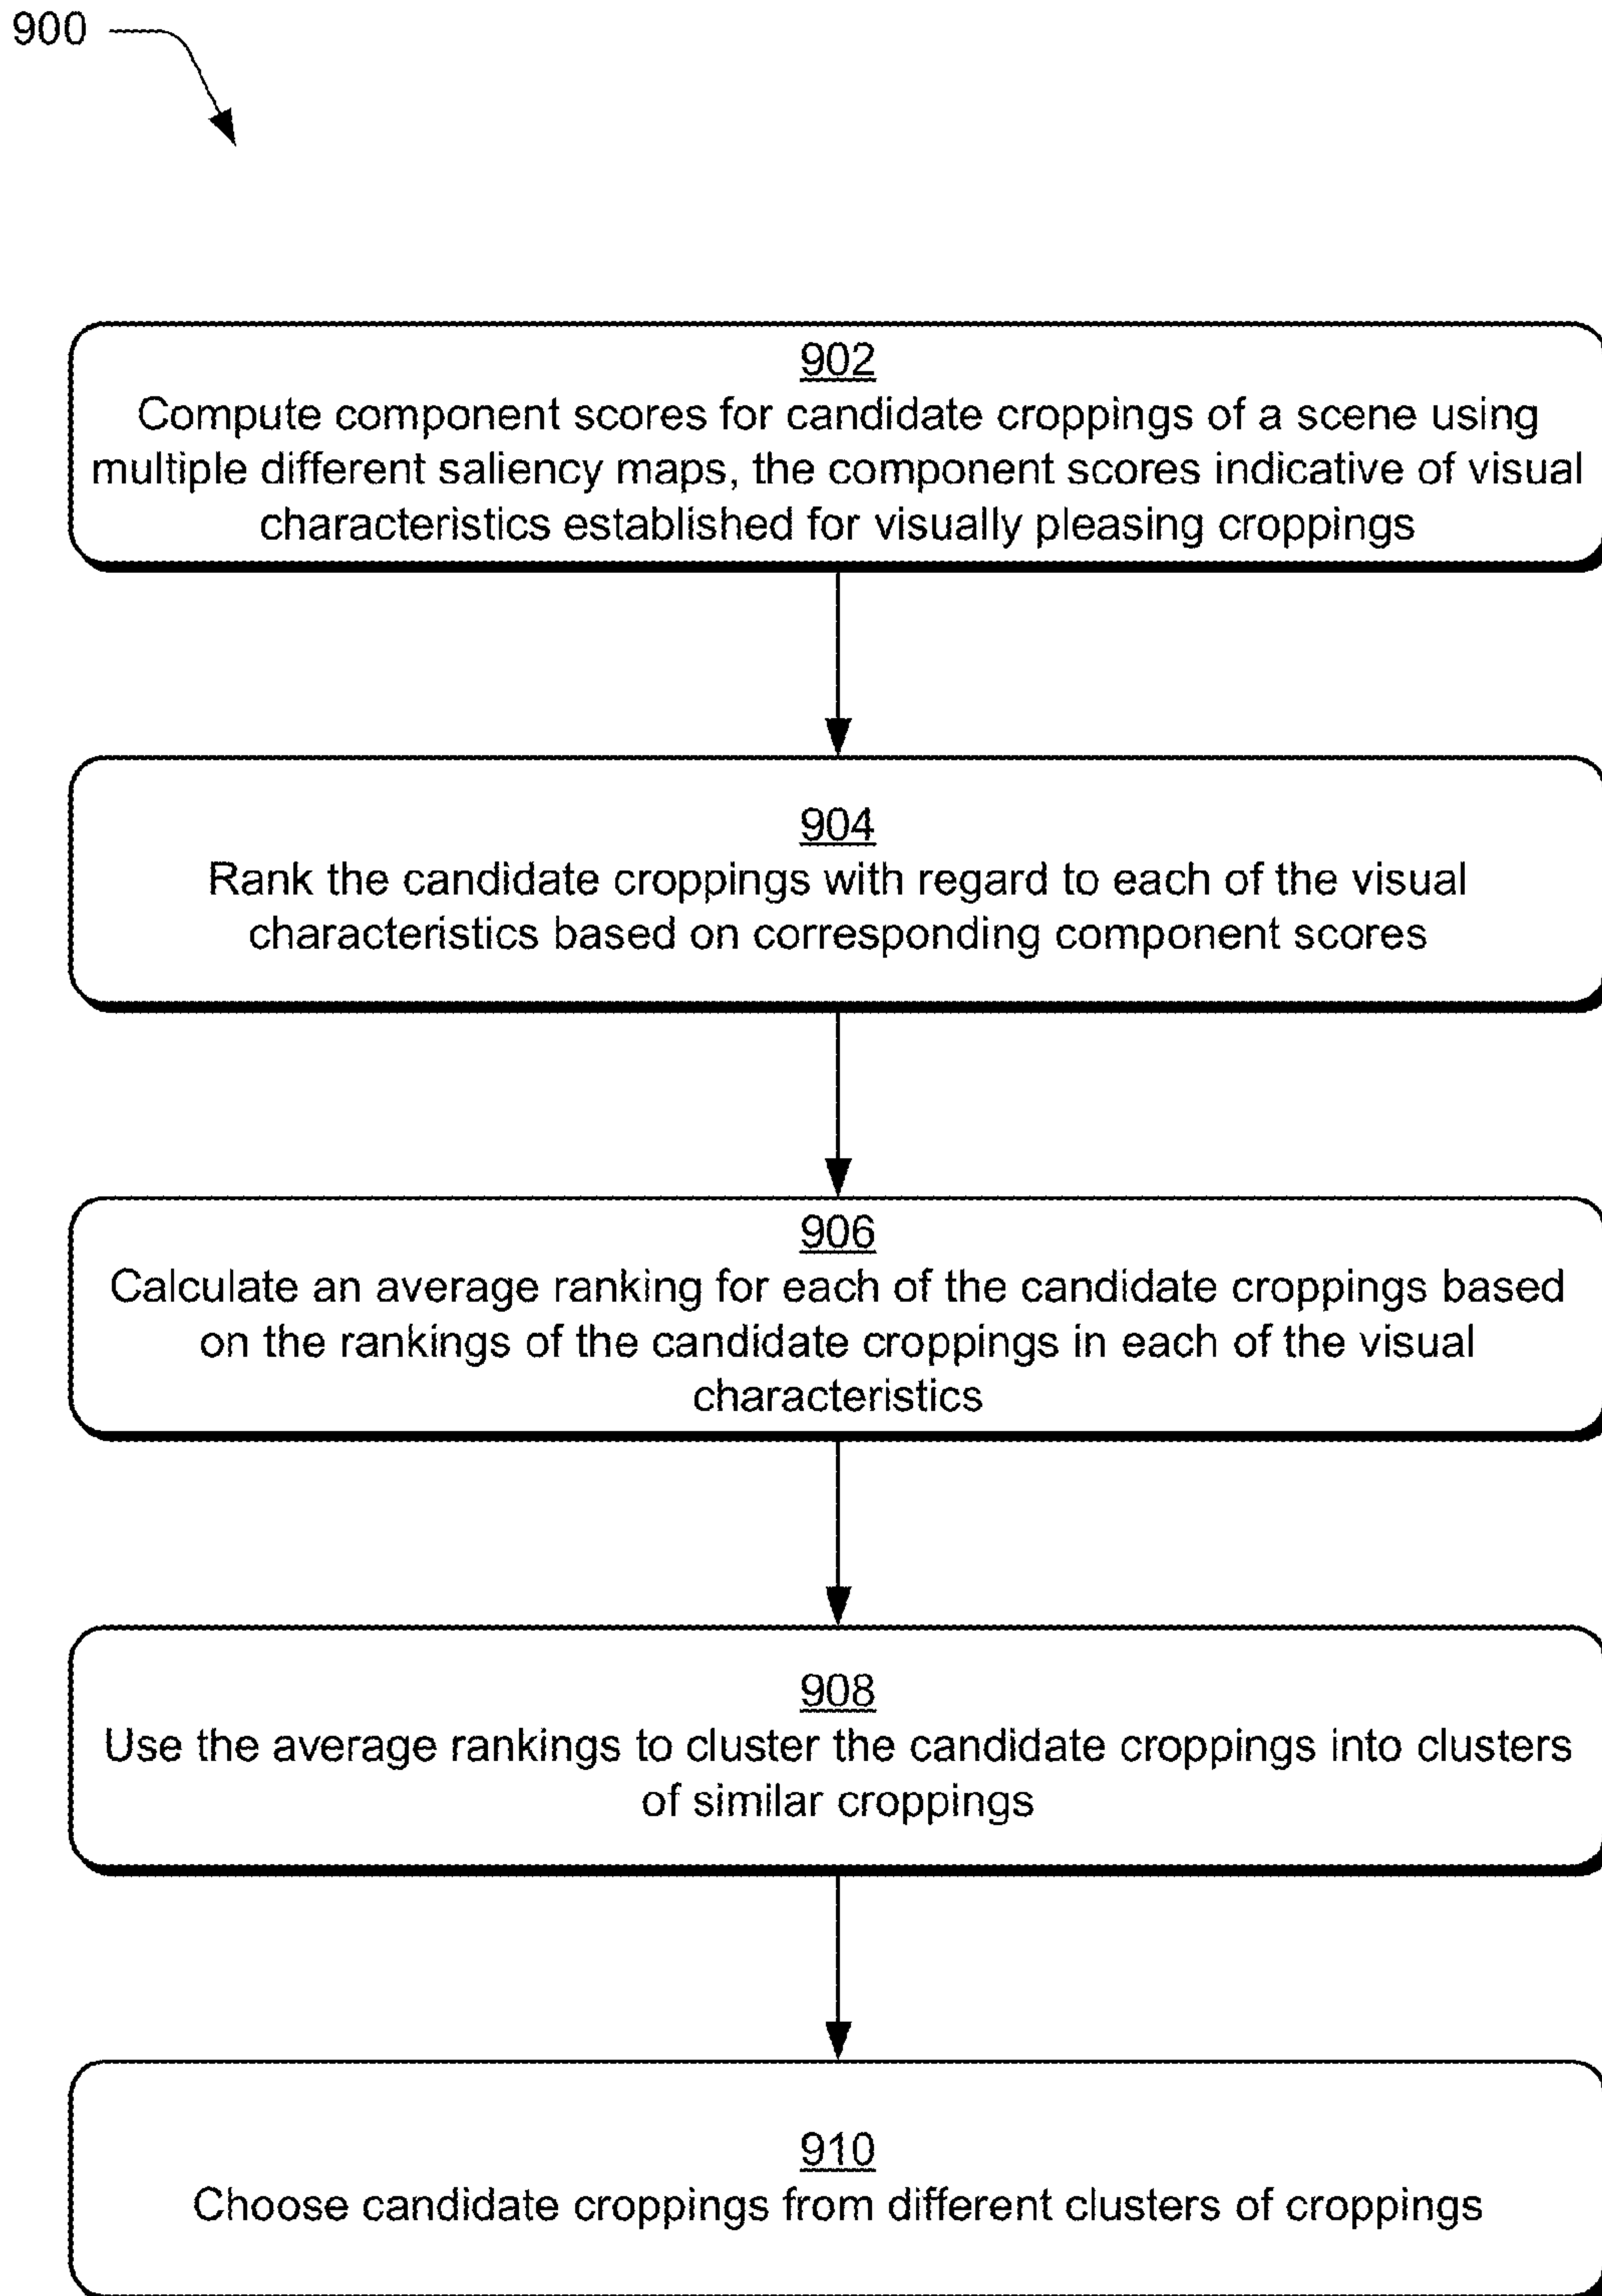 900
902
Compute component scores for candidate croppings of a scene using
multiple different saliency maps, the component scores indicative of visual
characteristics established for visually pleasing croppings
904
Rank the candidate croppings with regard to each of the visual
characteristics based on corresponding component scores
906
Calculate an average ranking for each of the candidate croppings based
on the rankings of the candidate croppings in each of the visual
characteristics
908
Use the average rankings to cluster the candidate croppings into clusters
of similar croppings
910
Choose candidate croppings from different clusters of croppings